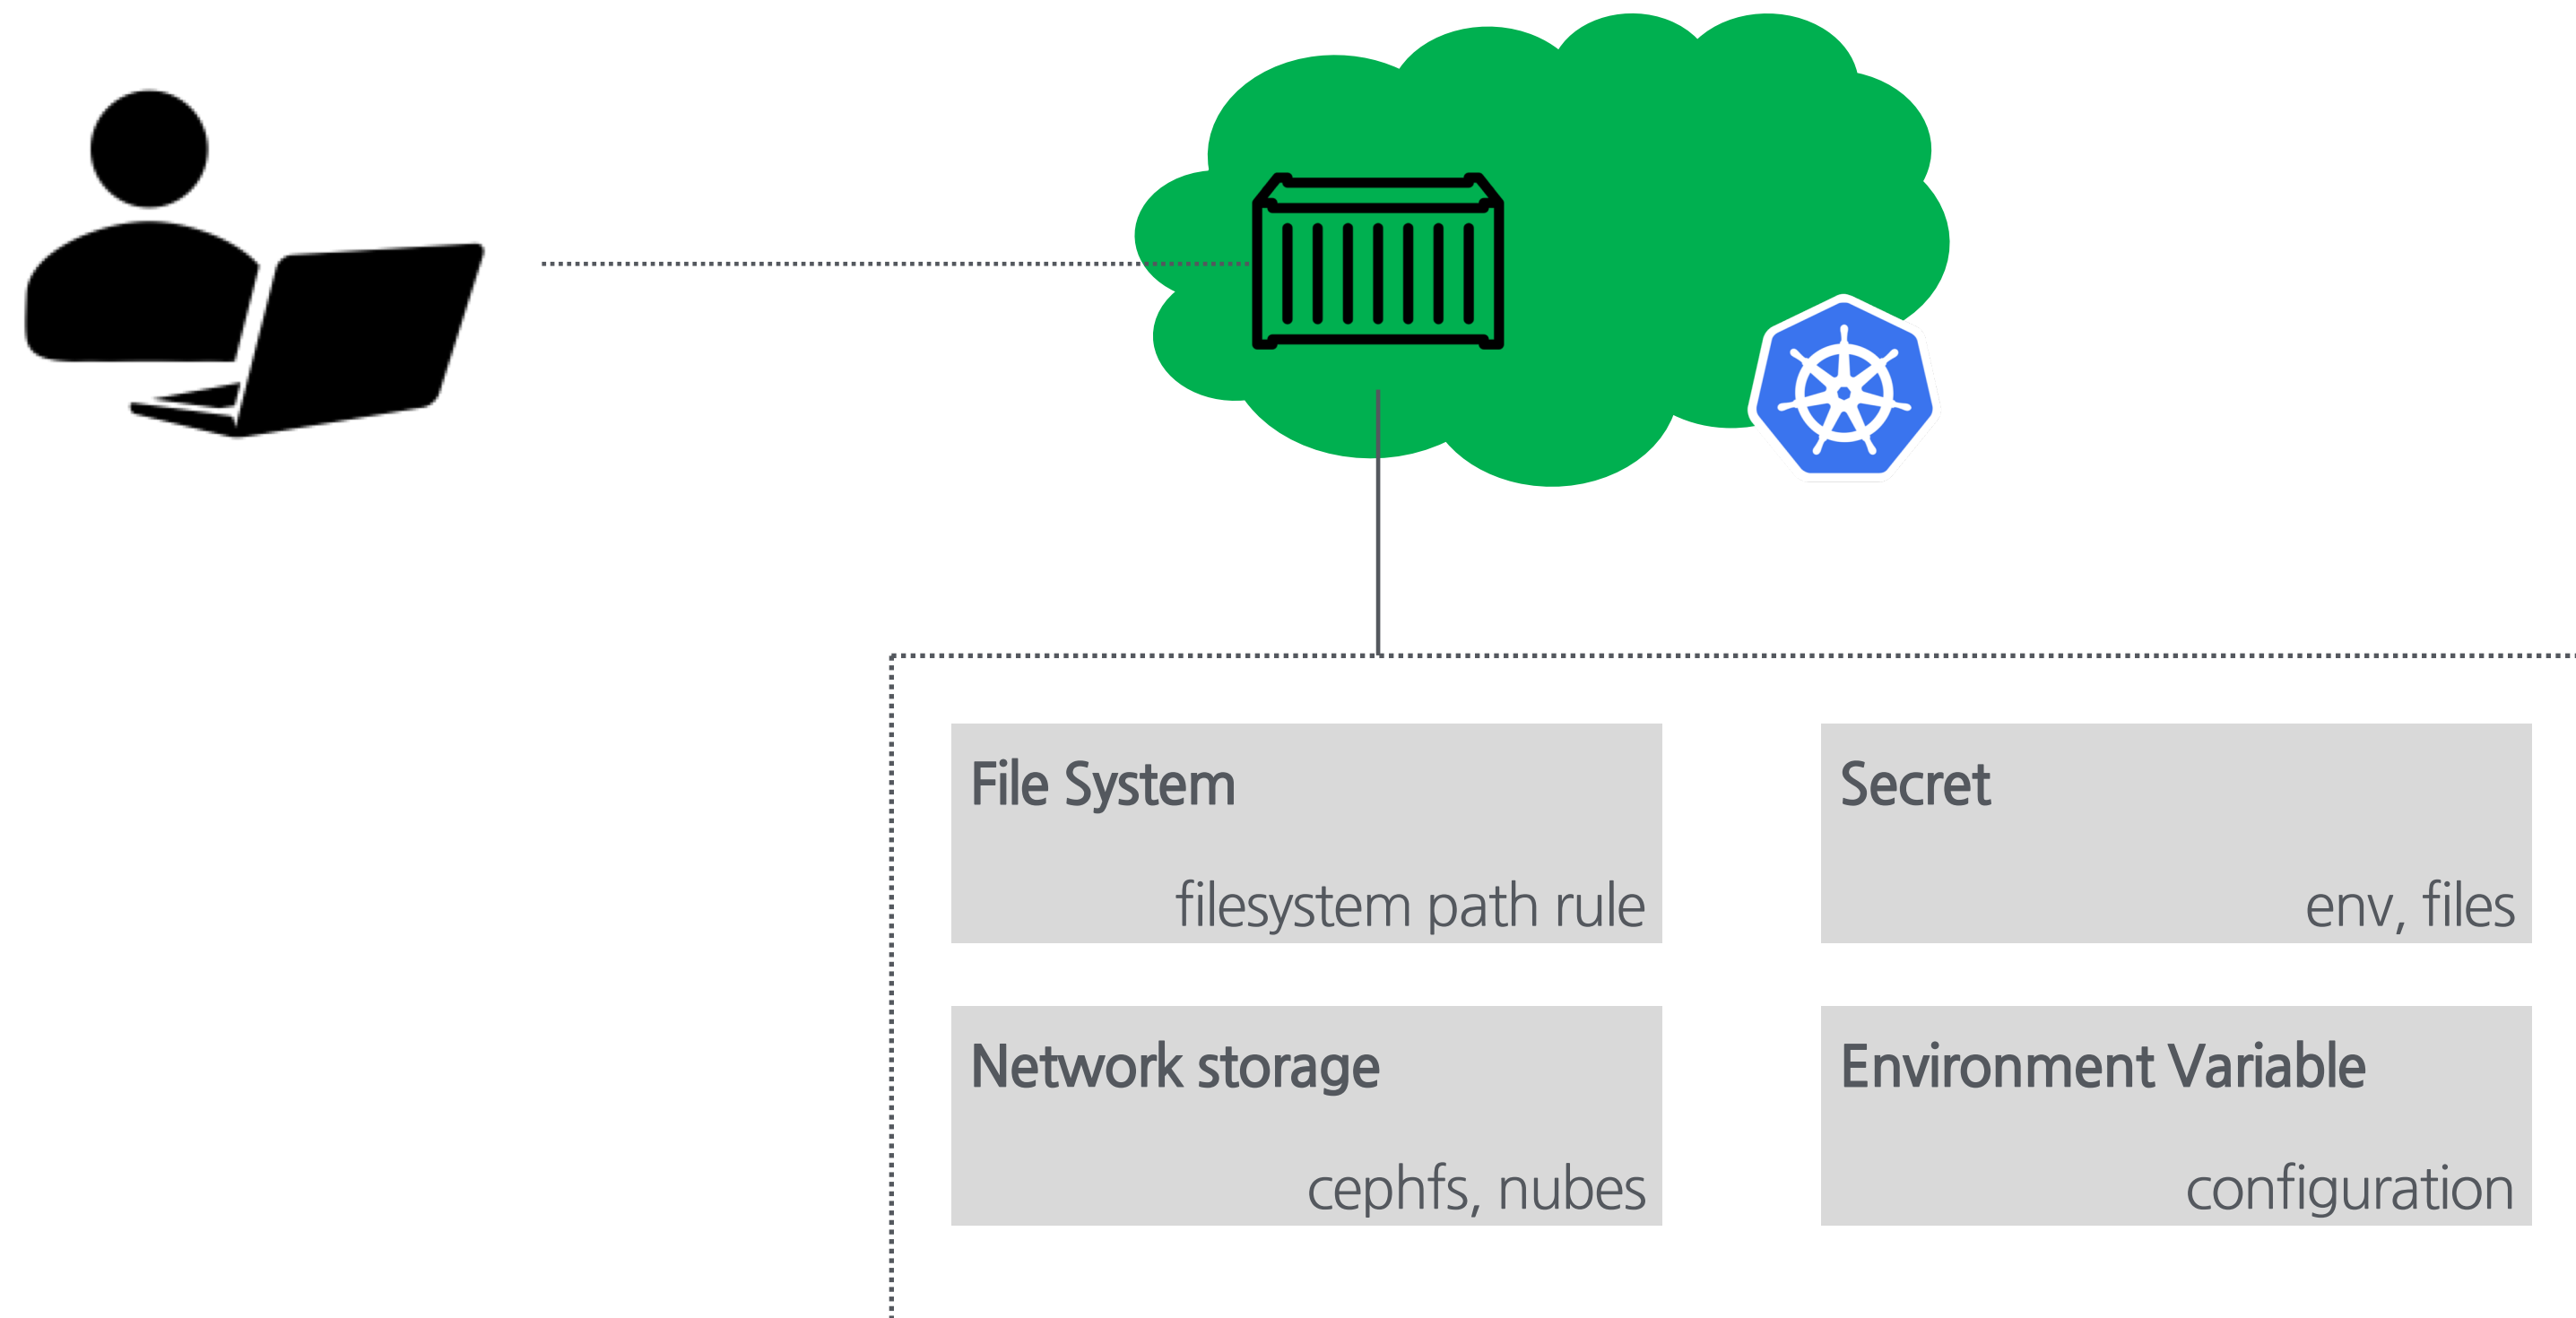 File System
filesystem path rule
Secret
env, files
Network storage
cephfs, nubes
Environment Variable
configuration